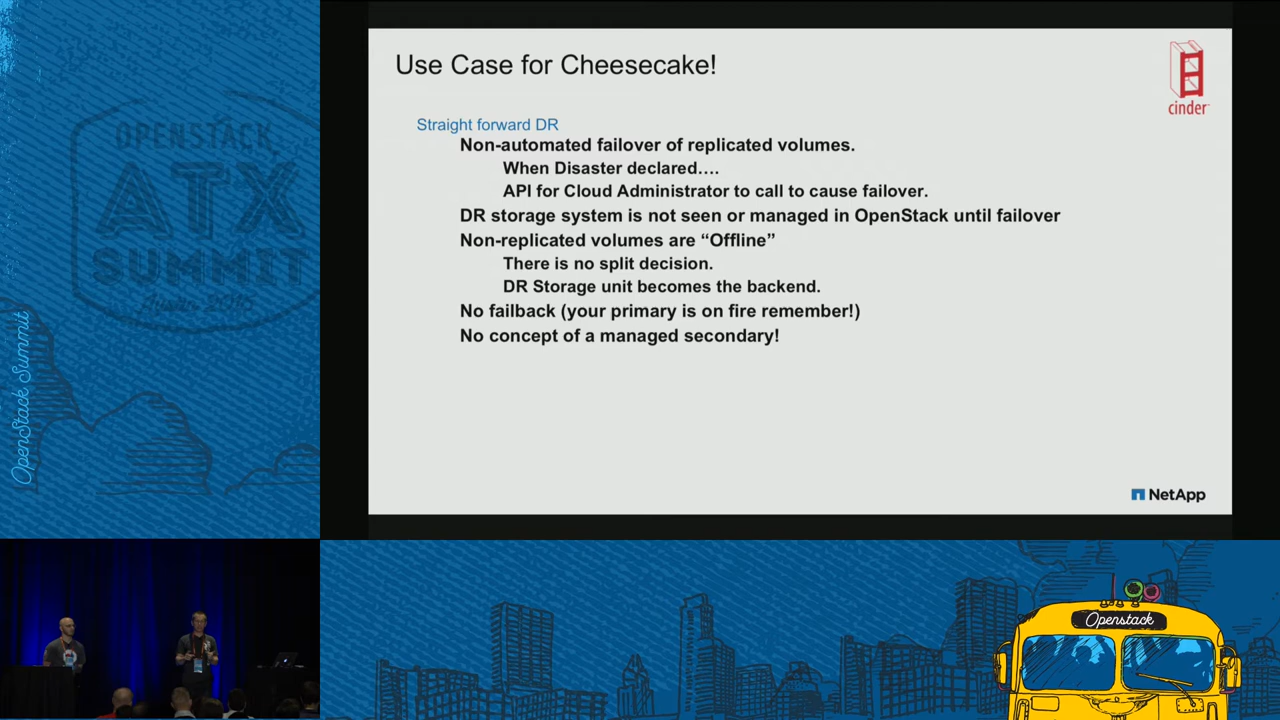 Use Case for Cheesecake!
cinder
Straight forward DR
Non-automated failover of replicated volumes.
When Disaster declared....
API for Cloud Administrator to call to cause failover.
DR storage system is not seen or managed in OpenStack until failover
Non-replicated volumes are “Offline”
There is no split decision.
DR Storage unit becomes the backend.
No failback (your primary is on fire remember!)
No concept of a managed secondary!
NetApp
OPENSTACK
ATX
SUMMIT
Austin 2016
OpenStack Summit
Openstack